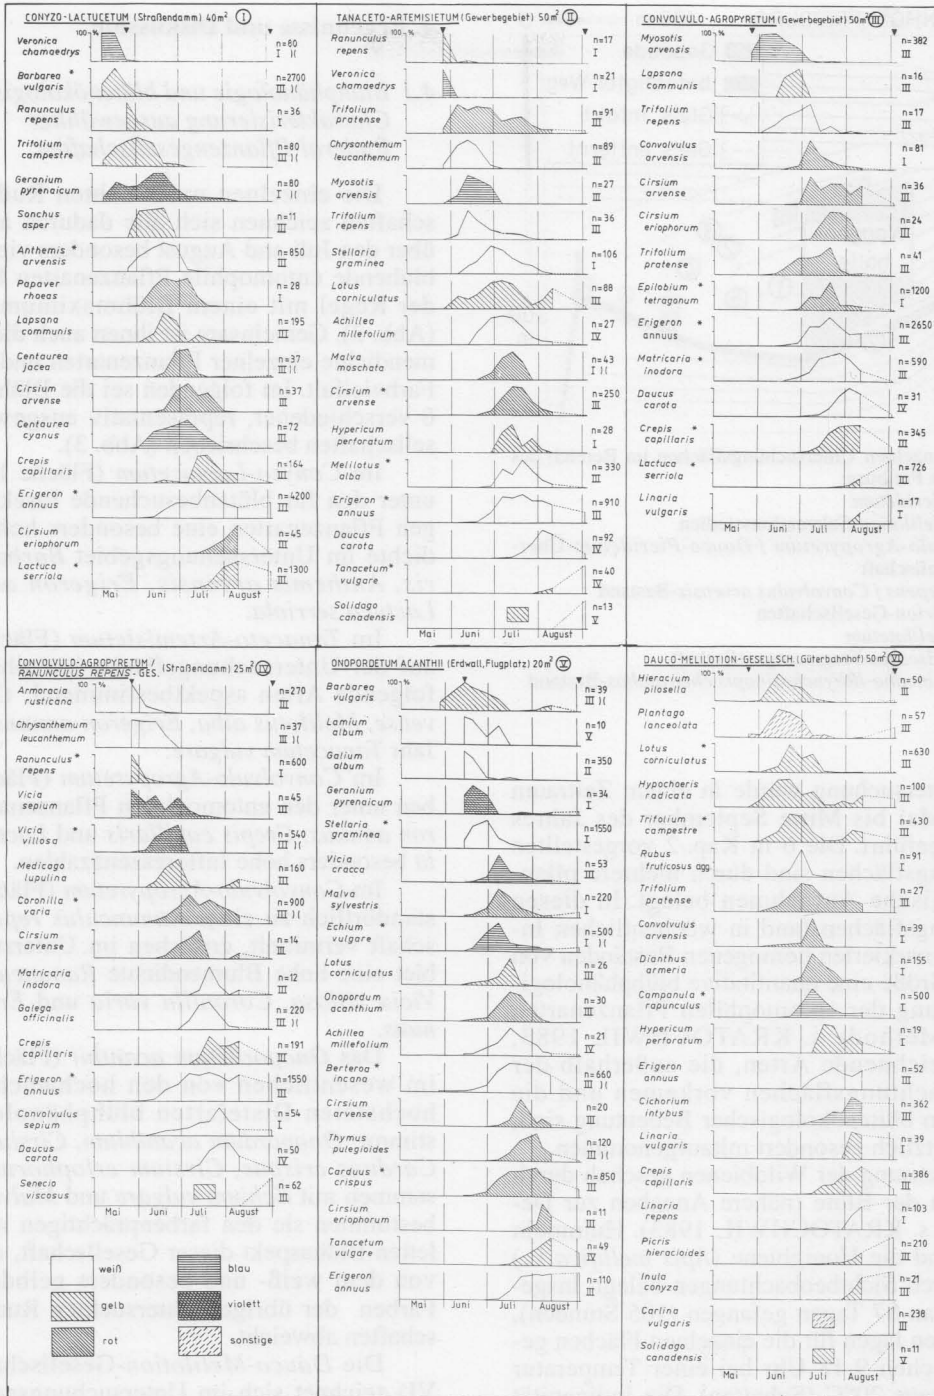 CONYZO-LACTUCETUM (Straßendamm) 40m² I
100 - %
Veronica chamaedrys n=60 I )(
Barbarea * vulgaris n=2700 III )(
Ranunculus repens n=36 I
Trifolium campestre n=80 III )(
Geranium pyrenaicum n=80 I )(
Sonchus asper n=11 II
Anthemis * arvensis n=850 III
Papaver rhoeas n=28 I
Lapsana communis n=195 III
Centaurea jacea n=37 III )(
Cirsium arvense n=37 III
Centaurea cyanus n=72 III
Crepis capillaris n=164 III
Erigeron * annuus n=4200 III
Cirsium eriophorum n=45 III
Lactuca * serriola n=1300 III
Mai Juni Juli August
TANACETO-ARTEMISIETUM (Gewerbegebiet) 50m² II
100 - %
Ranunculus repens n=17 I
Veronica chamaedrys n=21 I
Trifolium pratense n=91 III
Chrysanthemum leucanthemum n=89 III
Myosotis arvensis n=27 III
Trifolium repens n=36 III
Stellaria graminea n=106 I
Lotus corniculatus n=88 III
Achillea millefolium n=27 IV
Malva moschata n=43 I )(
Cirsium * arvense n=250 III
Hypericum perforatum n=28 I
Melilotus * alba n=330 III
Erigeron * annuus n=910 III
Daucus carota n=92 IV
Tanacetum * vulgare n=40 IV
Solidago canadensis n=13 V
Mai Juni Juli August
CONVOLVULO-AGROPYRETUM (Gewerbegebiet) 50m² III
100 - %
Myosotis arvensis n=382 III
Lapsana communis n=16 III
Trifolium repens n=17 III
Convolvulus arvensis n=81 I
Cirsium arvense n=36 III
Cirsium eriophorum n=24 III
Trifolium pratense n=41 III
Epilobium * tetragonum n=1200 I
Erigeron * annuus n=2650 III
Matricaria * inodora n=590 III
Daucus carota n=31 IV
Crepis * capillaris n=345 III
Lactuca * serriola n=726 III
Linaria vulgaris n=17 I
Mai Juni Juli August
CONVOLVULO-AGROPYRETUM /
RANUNCULUS REPENS - GES. (Straßendamm) 25m² IV
100 - %
Armoracia rusticana n=270 III
Chrysanthemum leucanthemum n=37 III )(
Ranunculus * repens n=600 I
Vicia sepium n=45 III
Vicia villosa n=540 III )(
Medicago lupulina n=160 III
Coronilla * varia n=900 III )(
Cirsium arvense n=14 III
Matricaria inodora n=12 III
Galega officinalis n=220 III )(
Crepis capillaris n=191 III
Erigeron * annuus n=1550 III
Convolvulus sepium n=54 I
Daucus carota n=50 IV
Senecio viscosus n=62 III
Mai Juni Juli August
weiß
gelb
rot
blau
violett
sonstige
ONOPORDETUM ACANTHII (Erdwall, Flugplatz) 20m² V
100 - %
Barbarea vulgaris n=39 III )(
Lamium album n=10 V
Galium album n=350 II
Geranium pyrenaicum n=34 I
Stellaria * graminea n=1550 I
Vicia cracca n=53 III
Malva sylvestris n=220 I
Echium * vulgare n=500 I )(
Lotus corniculatus n=26 III
Onopordum acanthium n=30 III
Achillea millefolium n=21 IV
Berteroa * incana n=660 III )(
Cirsium arvense n=20 III
Thymus pulegioides n=120 III )(
Carduus * crispus n=850 III
Cirsium eriophorum n=11 III
Tanacetum vulgare n=49 IV
Erigeron annuus n=110 III
Mai Juni Juli August
DAUCO-MELILOTION-GESELLSCH. (Güterbahnhof) 50m² VI
100 - %
Hieracium pilosella n=50 III
Plantago lanceolata n=57 III
Lotus * corniculatus n=630 III
Hypochoeris radicata n=100 III
Trifolium * campestre n=430 III
Rubus fruticosus agg. n=91 I
Trifolium pratense n=27 III
Convolvulus arvensis n=39 I
Dianthus armeria n=155 I
Campanula * rapunculus n=500 III
Hypericum perforatum n=19 I
Erigeron annuus n=52 III
Cichorium intybus n=362 III
Linaria vulgaris n=39 I
Crepis capillaris n=386 III
Linaria repens n=103 I
Picris hieracioides n=210 III
Inula conyza n=21 III
Carlina vulgaris n=238 III
Solidago canadensis n=11 V
Mai Juni Juli August